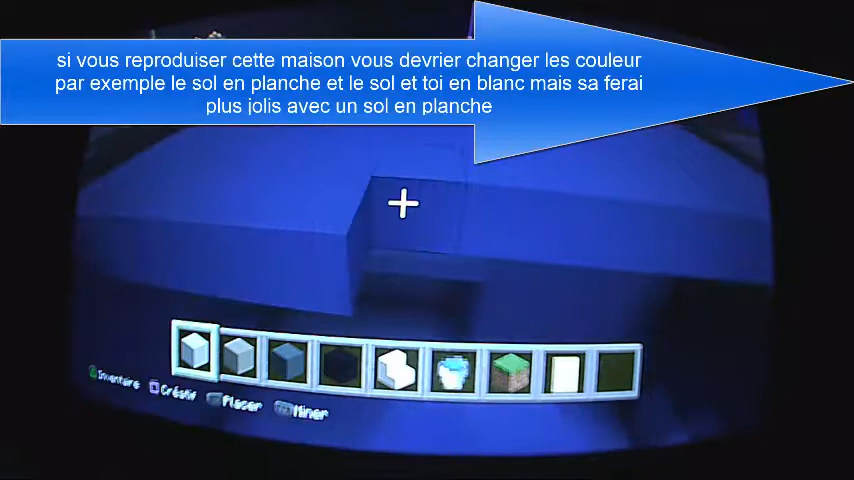 si vous reproduiser cette maison vous devrier changer les couleur
par exemple le sol en planche et le sol et toi en blanc mais sa ferai
plus jolis avec un sol en planche
Inventaire
Créatif
Placer
Miner